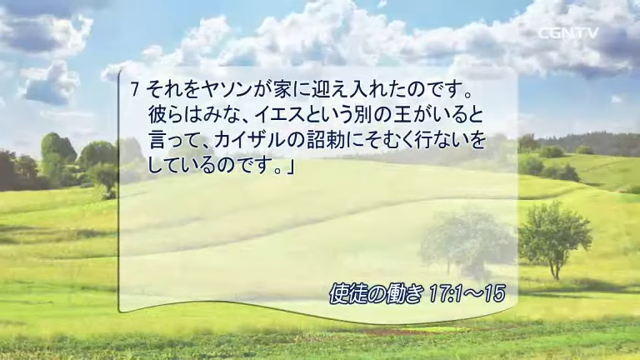 CGNTV
7 それをヤソンが家に迎え入れたのです。
彼らはみな、イエスという別の王がいると
言って、カイザルの詔勅にそむく行ないを
しているのです。」
使徒の働き 17:1～15